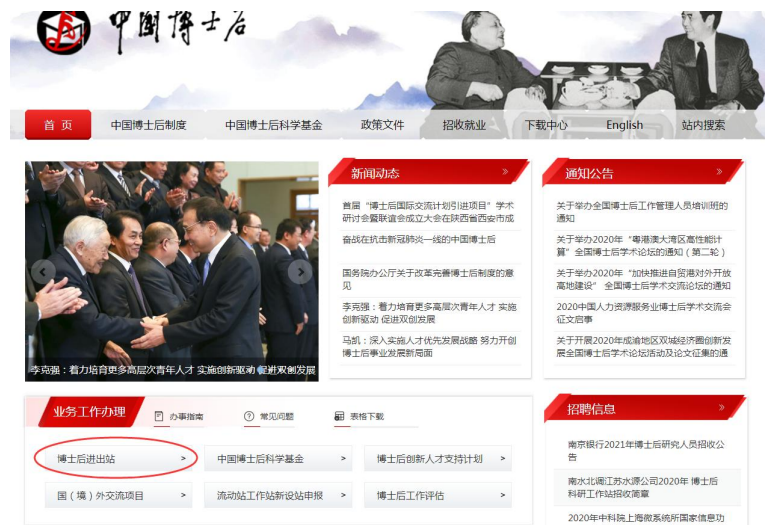 中国博士后
首 页 中国博士后制度 中国博士后科学基金 政策文件 招收就业 下载中心 English 站内搜索
李克强：着力培育更多高层次青年人才 实施创新驱动 促进双创发展
新闻动态 »
首届“博士后国际交流计划引进项目”学术
研讨会暨联谊会成立大会在陕西省西安市成
奋战在抗击新冠肺炎一线的中国博士后
国务院办公厅关于改革完善博士后制度的意
见
李克强：着力培育更多高层次青年人才 实施
创新驱动 促进双创发展
马凯：深入实施人才优先发展战略 努力开创
博士后事业发展新局面
通知公告 »
关于举办全国博士后工作管理人员培训班的
通知
关于举办2020年“粤港澳大湾区高性能计
算”全国博士后学术论坛的通知（第二轮）
关于举办2020年“加快推进自贸港对外开放
高地建设” 全国博士后学术交流论坛的通知
2020中国人力资源服务业博士后学术交流会
征文启事
关于开展2020年成渝地区双城经济圈创新发
展全国博士后学术论坛活动及论文征集的通
业务工作办理 办事指南 常见问题 表格下载
博士后进出站 > 中国博士后科学基金 > 博士后创新人才支持计划 >
国（境）外交流项目 > 流动站工作站新设站申报 > 博士后工作评估 >
招聘信息 »
南京银行2021年博士后研究人员招收公
告
南水北调江苏水源公司2020年 博士后
科研工作站招收简章
2020年中科院上海微系统所国家信息功